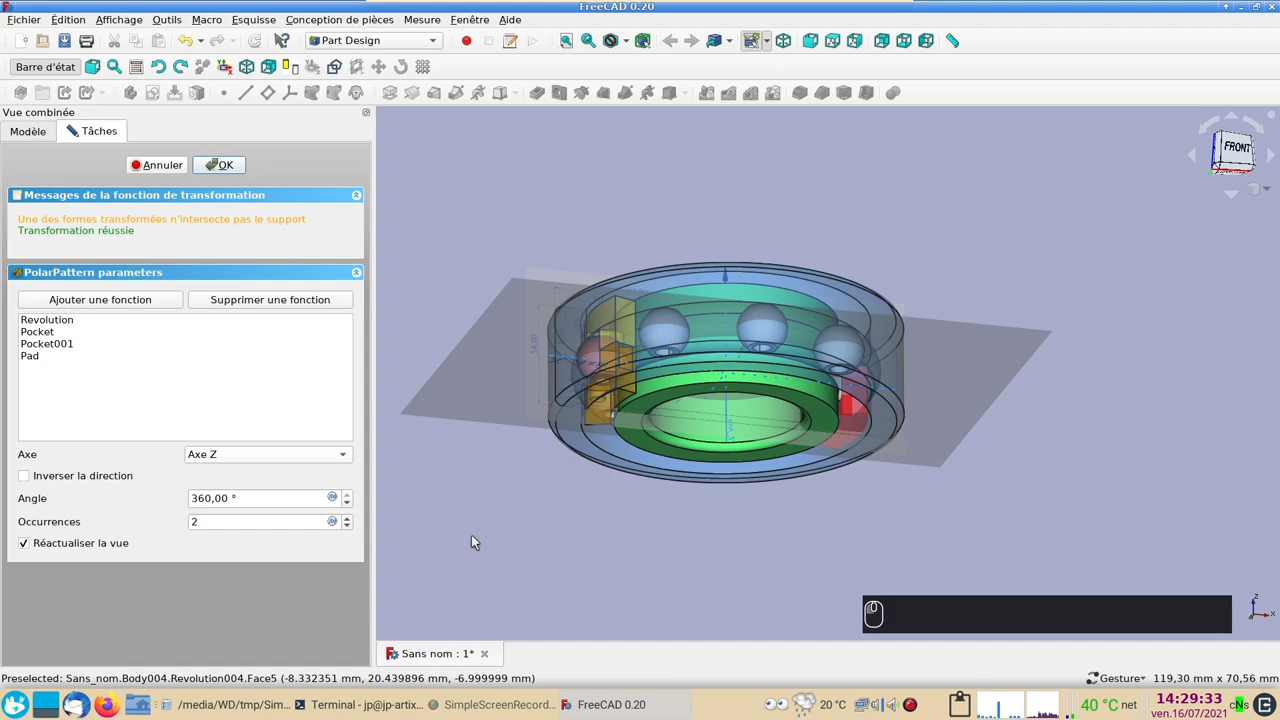 FreeCAD 0.20
Fichier Édition Affichage Outils Macro Esquisse Conception de pièces Mesure Fenêtre Aide
Part Design
Barre d'état
Vue combinée
Modèle Tâches
Annuler OK
Messages de la fonction de transformation
Une des formes transformées n'intersecte pas le support
Transformation réussie
PolarPattern parameters
Ajouter une fonction Supprimer une fonction
Revolution
Pocket
Pocket001
Pad
Axe Axe Z
Inverser la direction
Angle 360,00 °
Occurrences 2
Réactualiser la vue
FRONT
14,00
z
x
Sans nom : 1*
Preselected: Sans_nom.Body004.Revolution004.Face5 (-8.332351 mm, 20.439896 mm, -6.999999 mm)
Gesture 119,30 mm x 70,56 mm
/media/WD/tmp/Sim... Terminal - jp@jp-artix... SimpleScreenRecord... FreeCAD 0.20
20 °C
40 °C net
14:29:33
ven.16/07/2021